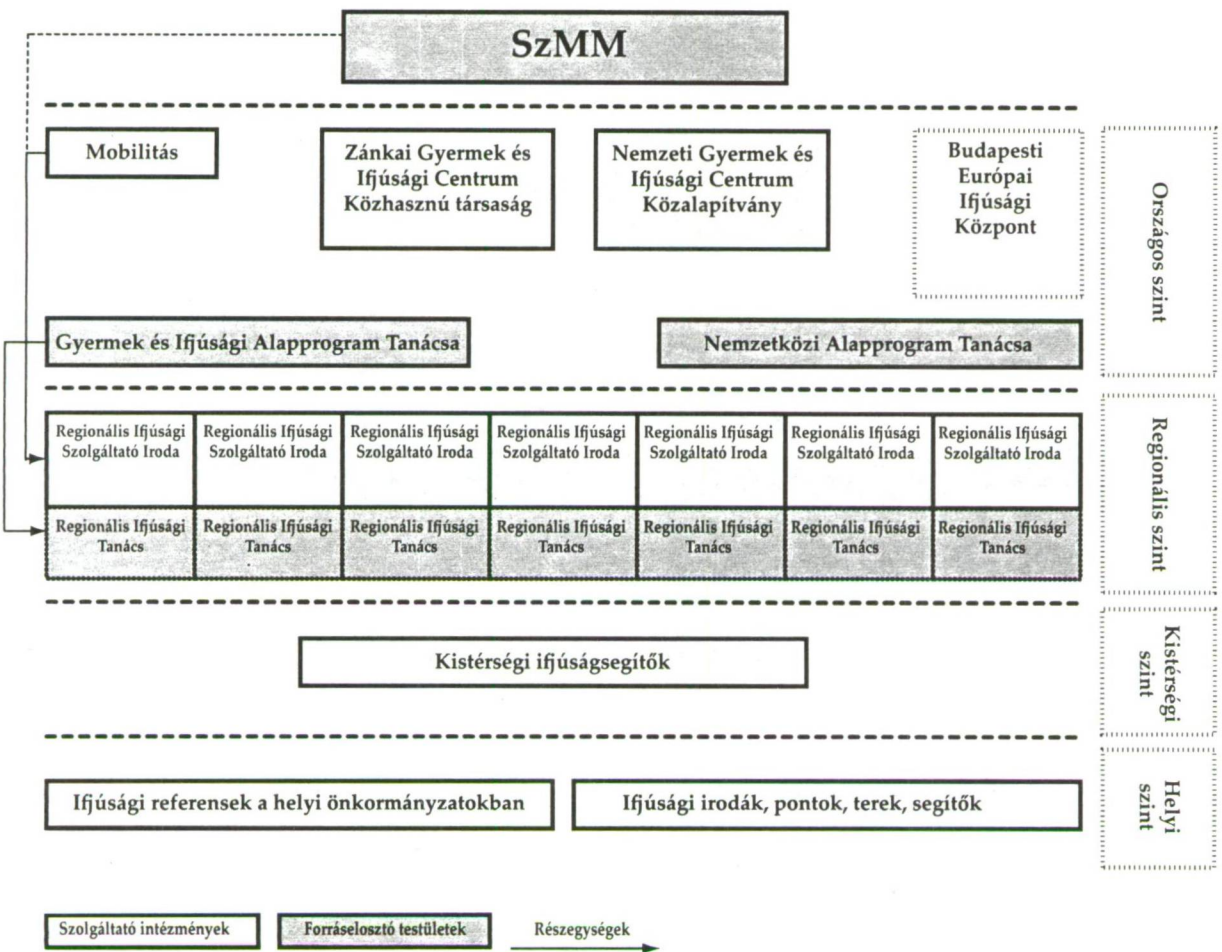 SzMM
Mobilitás
Zánkai Gyermek és
Ifjúsági Centrum
Közhasznú társaság
Nemzeti Gyermek és
Ifjúsági Centrum
Közalapítvány
Budapesti
Európai
Ifjúsági
Központ
Országos szint
Gyermek és Ifjúsági Alapprogram Tanácsa
Nemzetközi Alapprogram Tanácsa
Regionális Ifjúsági
Szolgáltató Iroda
Regionális Ifjúsági
Szolgáltató Iroda
Regionális Ifjúsági
Szolgáltató Iroda
Regionális Ifjúsági
Szolgáltató Iroda
Regionális Ifjúsági
Szolgáltató Iroda
Regionális Ifjúsági
Szolgáltató Iroda
Regionális Ifjúsági
Szolgáltató Iroda
Regionális Ifjúsági
Tanács
Regionális Ifjúsági
Tanács
Regionális Ifjúsági
Tanács
Regionális Ifjúsági
Tanács
Regionális Ifjúsági
Tanács
Regionális Ifjúsági
Tanács
Regionális Ifjúsági
Tanács
Regionális szint
Kistérségi ifjúságsegítők
Kistérségi
szint
Ifjúsági referensek a helyi önkormányzatokban
Ifjúsági irodák, pontok, terek, segítők
Helyi
szint
Szolgáltató intézmények
Forráselosztó testületek
Részegységek